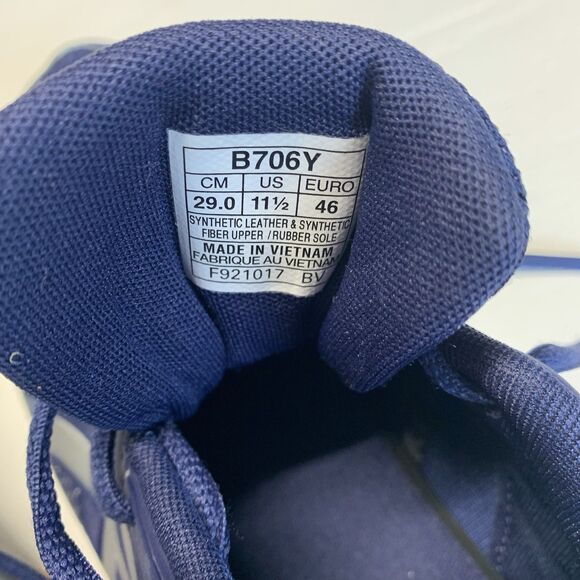 B706Y
CM US EURO
29.0 11½ 46
SYNTHETIC LEATHER & SYNTHETIC
FIBER UPPER / RUBBER SOLE
MADE IN VIETNAM
FABRIQUE AU VIETNAM
F921017 BV